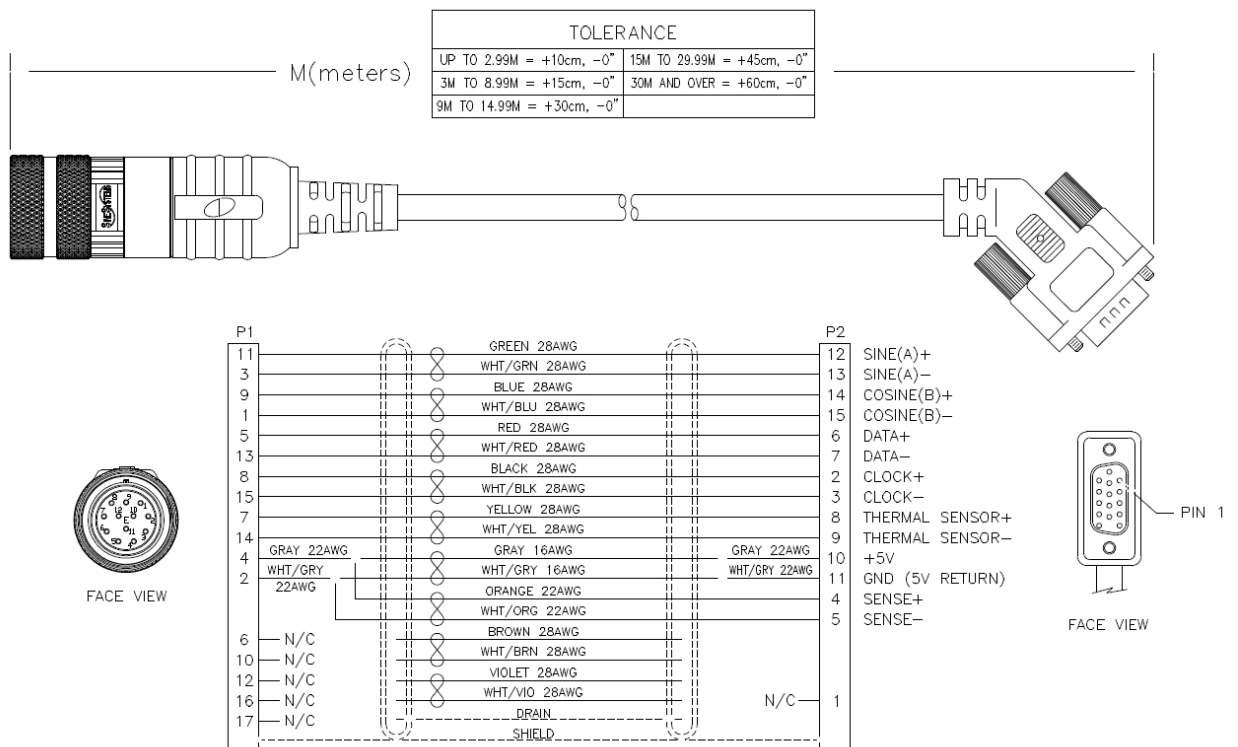 TOLERANCE
UP TO 2.99M = +10cm, -0" 15M TO 29.99M = +45cm, -0"
3M TO 8.99M = +15cm, -0" 30M AND OVER = +60cm, -0"
9M TO 14.99M = +30cm, -0"
M(meters)
SINE SYSTEMS
P1 P2
11 GREEN 28AWG 12 SINE(A)+
3 WHT/GRN 28AWG 13 SINE(A)-
9 BLUE 28AWG 14 COSINE(B)+
1 WHT/BLU 28AWG 15 COSINE(B)-
5 RED 28AWG 6 DATA+
13 WHT/RED 28AWG 7 DATA-
8 BLACK 28AWG 2 CLOCK+
15 WHT/BLK 28AWG 3 CLOCK-
7 YELLOW 28AWG 8 THERMAL SENSOR+
14 WHT/YEL 28AWG 9 THERMAL SENSOR-
4 GRAY 22AWG GRAY 16AWG GRAY 22AWG 10 +5V
2 WHT/GRY 22AWG WHT/GRY 16AWG WHT/GRY 22AWG 11 GND (5V RETURN)
ORANGE 22AWG 4 SENSE+
WHT/ORG 22AWG 5 SENSE-
6 N/C BROWN 28AWG
10 N/C WHT/BRN 28AWG
12 N/C VIOLET 28AWG
16 N/C WHT/VIO 28AWG N/C 1
17 N/C DRAIN
SHIELD
FACE VIEW
PIN 1
FACE VIEW